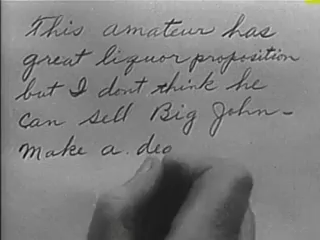 This amateur has
great liquor proposition
but I dont think he
can sell Big John -
Make a deo